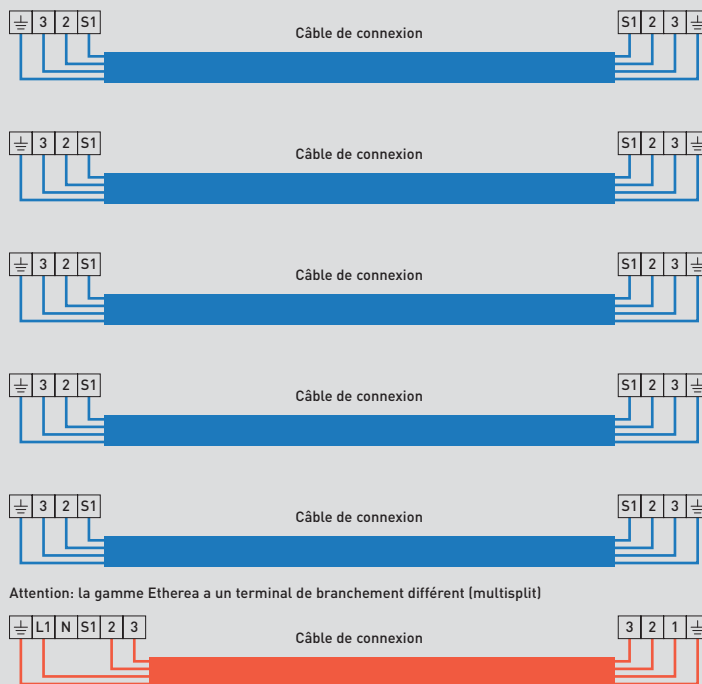 ⏚ 3 2 S1 Câble de connexion S1 2 3 ⏚
⏚ 3 2 S1 Câble de connexion S1 2 3 ⏚
⏚ 3 2 S1 Câble de connexion S1 2 3 ⏚
⏚ 3 2 S1 Câble de connexion S1 2 3 ⏚
⏚ 3 2 S1 Câble de connexion S1 2 3 ⏚
Attention: la gamme Etherea a un terminal de branchement différent (multisplit)
⏚ L1 N S1 2 3 Câble de connexion 3 2 1 ⏚